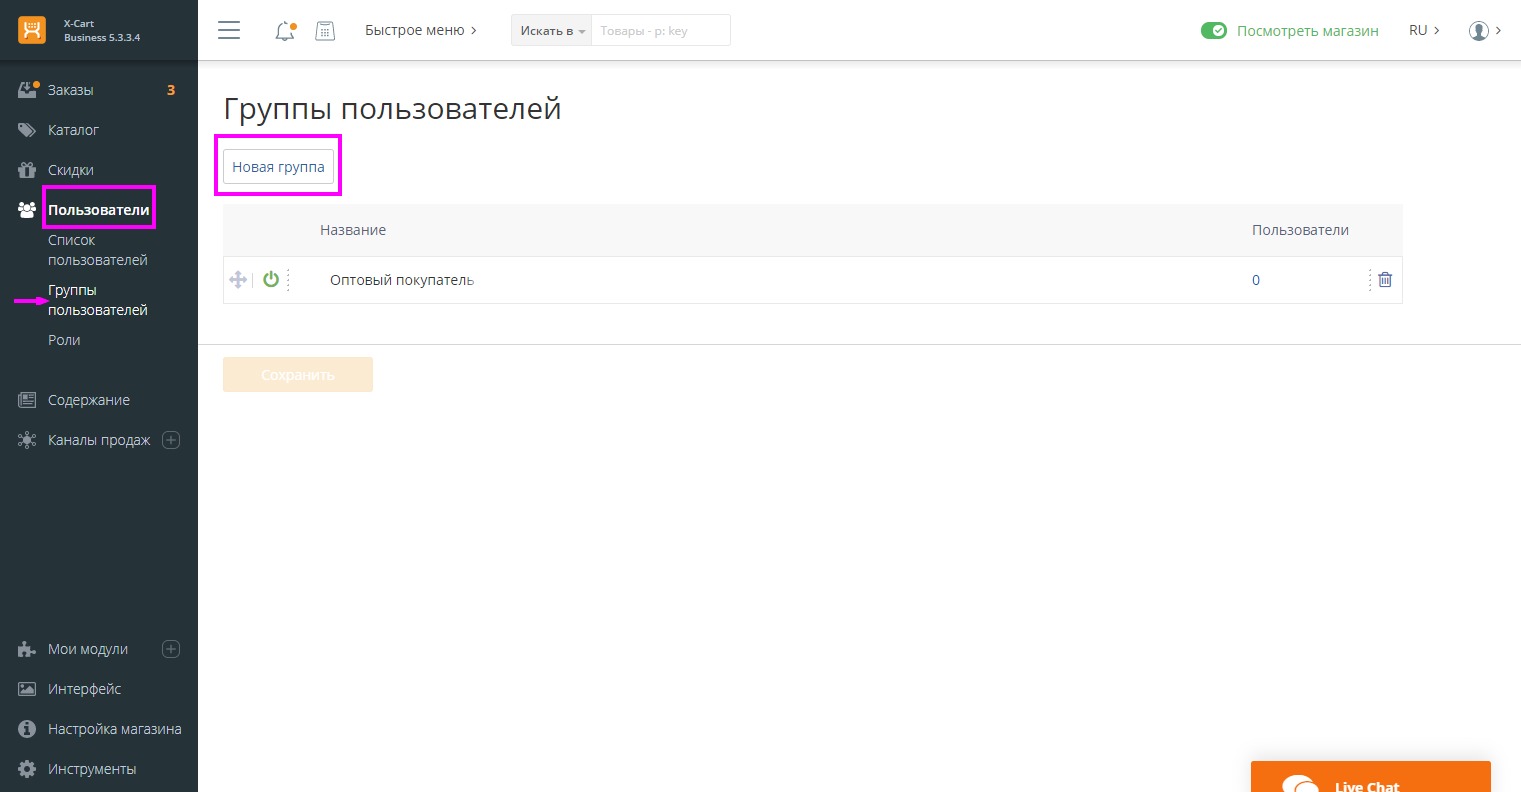 X-Cart
Business 5.3.3.4
Быстрое меню
Искать в
Товары - p: key
Посмотреть магазин
RU
Заказы
3
Каталог
Скидки
Пользователи
Список
пользователей
Группы
пользователей
Роли
Содержание
Каналы продаж
Мои модули
Интерфейс
Настройка магазина
Инструменты
Группы пользователей
Новая группа
Название
Пользователи
Оптовый покупатель
0
Сохранить
Live Chat